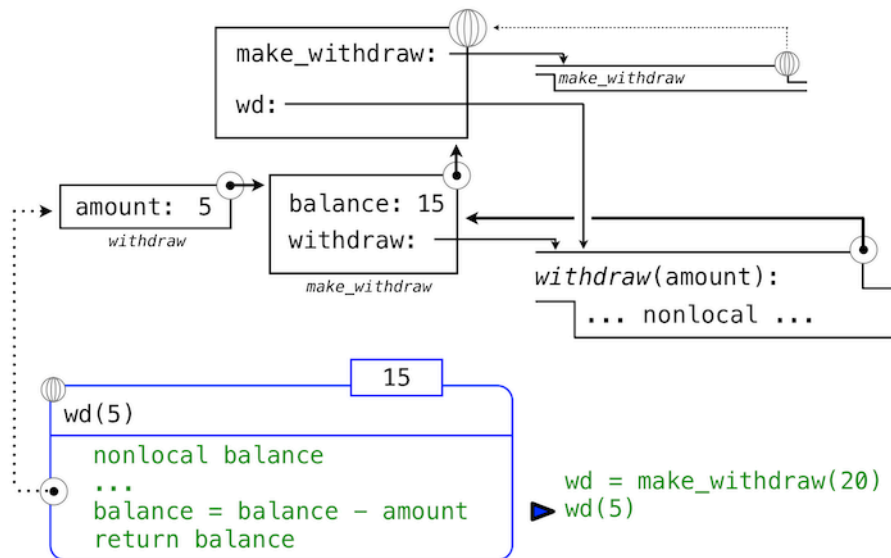 make_withdraw:
make_withdraw
wd:
amount: 5
withdraw
balance: 15
withdraw:
make_withdraw
withdraw(amount):
... nonlocal ...
15
wd(5)
nonlocal balance
...
balance = balance – amount
return balance
wd = make_withdraw(20)
wd(5)